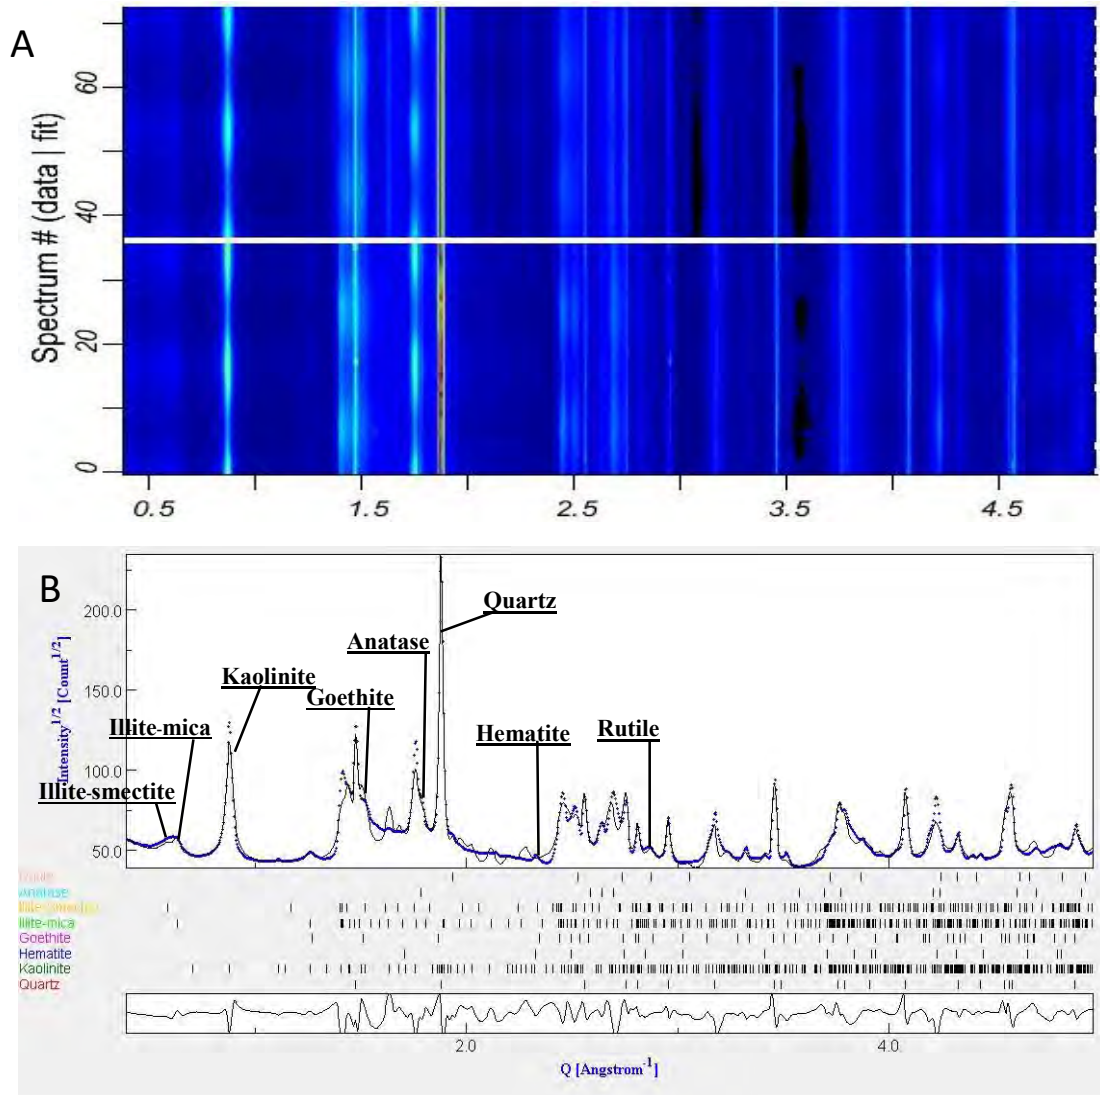 A
Spectrum # (data | fit)
60
40
20
0
0.5 1.5 2.5 3.5 4.5
B
Intensity^1/2 [Count^1/2]
200.0
150.0
100.0
50.0
Quartz
Anatase
Kaolinite
Goethite
Illite-mica
Hematite
Rutile
Illite-smectite
Anatase
Illite-mica
Goethite
Hematite
Kaolinite
Quartz
2.0 4.0
Q [Angstrom^-1]